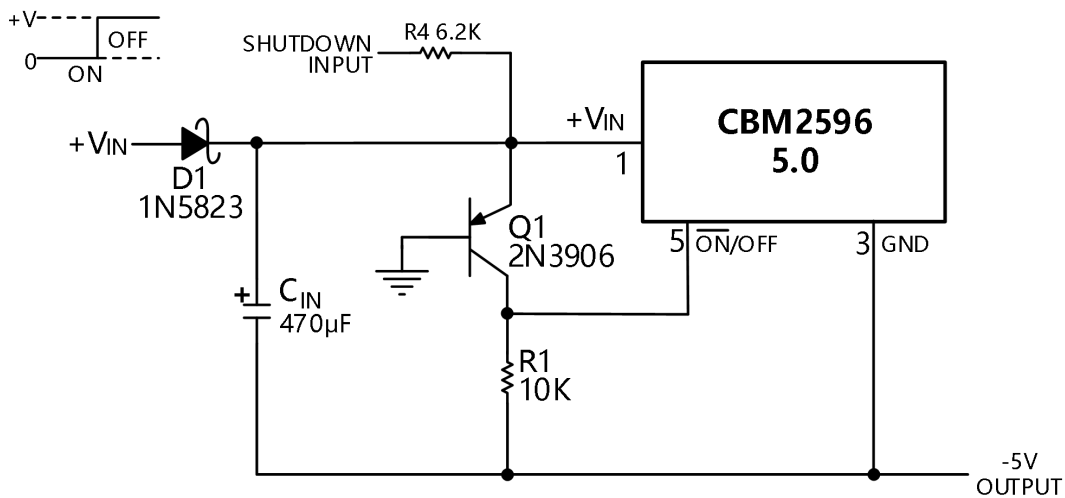 +V
OFF
0
ON
SHUTDOWN
INPUT
R4 6.2K
+VIN
D1
1N5823
+VIN
1
CBM2596
5.0
5
ON/OFF
3
GND
Q1
2N3906
+
CIN
470µF
R1
10K
-5V
OUTPUT